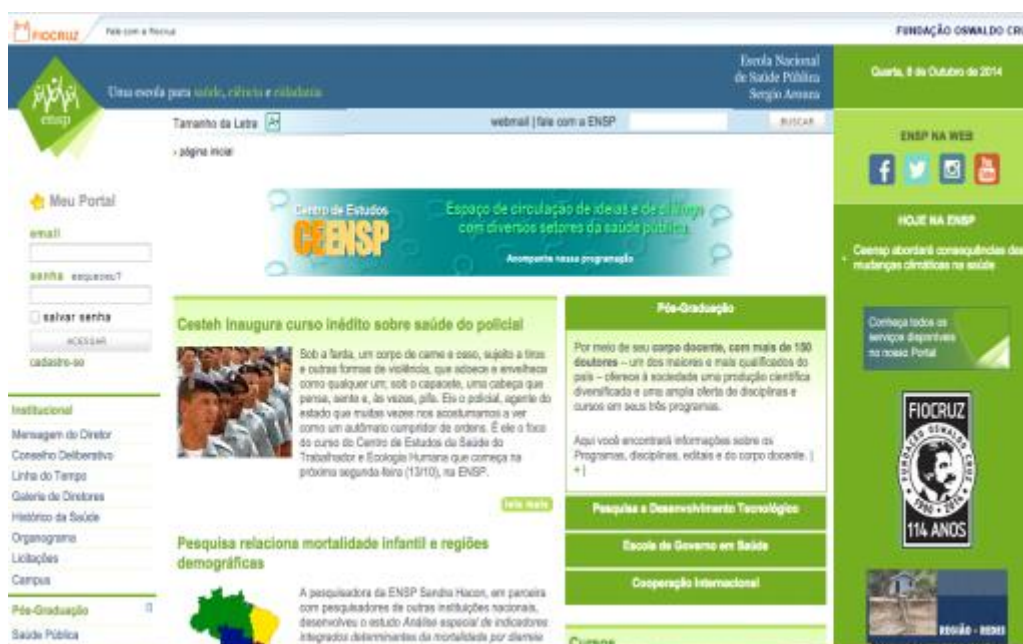 FIOCRUZ
Fale com a Fiocruz
FUNDAÇÃO OSWALDO CRU
ensp
Uma escola para saúde, ciência e cidadania
Escola Nacional
de Saúde Pública
Sergio Arouca
Quarta, 8 de Outubro de 2014
Tamanho da Letra A+
webmail | fale com a ENSP
BUSCAR
› página inicial
ENSP NA WEB
Meu Portal
email
senha esqueceu?
salvar senha
ACESSAR
cadastre-se
Centro de Estudos
CEENSP
Espaço de circulação de ideias e de diálogo
com diversos setores da saúde pública.
Acompanhe nossa programação
HOJE NA ENSP
Ceensp abordará consequências das
mudanças climáticas na saúde
Conheça todos os
serviços disponíveis
no nosso Portal
Institucional
Mensagem do Diretor
Conselho Deliberativo
Linha do Tempo
Galeria de Diretores
Histórico da Saúde
Organograma
Licitações
Campus
Pós-Graduação
Saúde Pública
Cesteh inaugura curso inédito sobre saúde do policial
Sob a farda, um corpo de carne e osso, sujeito a tiros
e outras formas de violência, que adoece e envelhece
como qualquer um; sob o capacete, uma cabeça que
pensa, sente e, às vezes, pifa. Eis o policial, agente do
estado que muitas vezes nos acostumamos a ver
como um autômato cumpridor de ordens. É ele o foco
do curso do Centro de Estudos da Saúde do
Trabalhador e Ecologia Humana que começa na
próxima segunda-feira (13/10), na ENSP.
leia mais
Pesquisa relaciona mortalidade infantil e regiões
demográficas
A pesquisadora da ENSP Sandra Hacon, em parceria
com pesquisadores de outras instituições nacionais,
desenvolveu o estudo Análise espacial de indicadores
integrados determinantes da mortalidade por diarreia
Pós-Graduação
Por meio de seu corpo docente, com mais de 150
doutores – um dos maiores e mais qualificados do
país – oferece à sociedade uma produção científica
diversificada e uma ampla oferta de disciplinas e
cursos em seus três programas.
Aqui você encontrará informações sobre os
Programas, disciplinas, editais e do corpo docente. |
+ |
Pesquisa e Desenvolvimento Tecnológico
Escola de Governo em Saúde
Cooperação Internacional
Cursos
FIOCRUZ
FUNDAÇÃO OSWALDO CRUZ
1900 • 2014
114 ANOS
REGIÃO - REDES